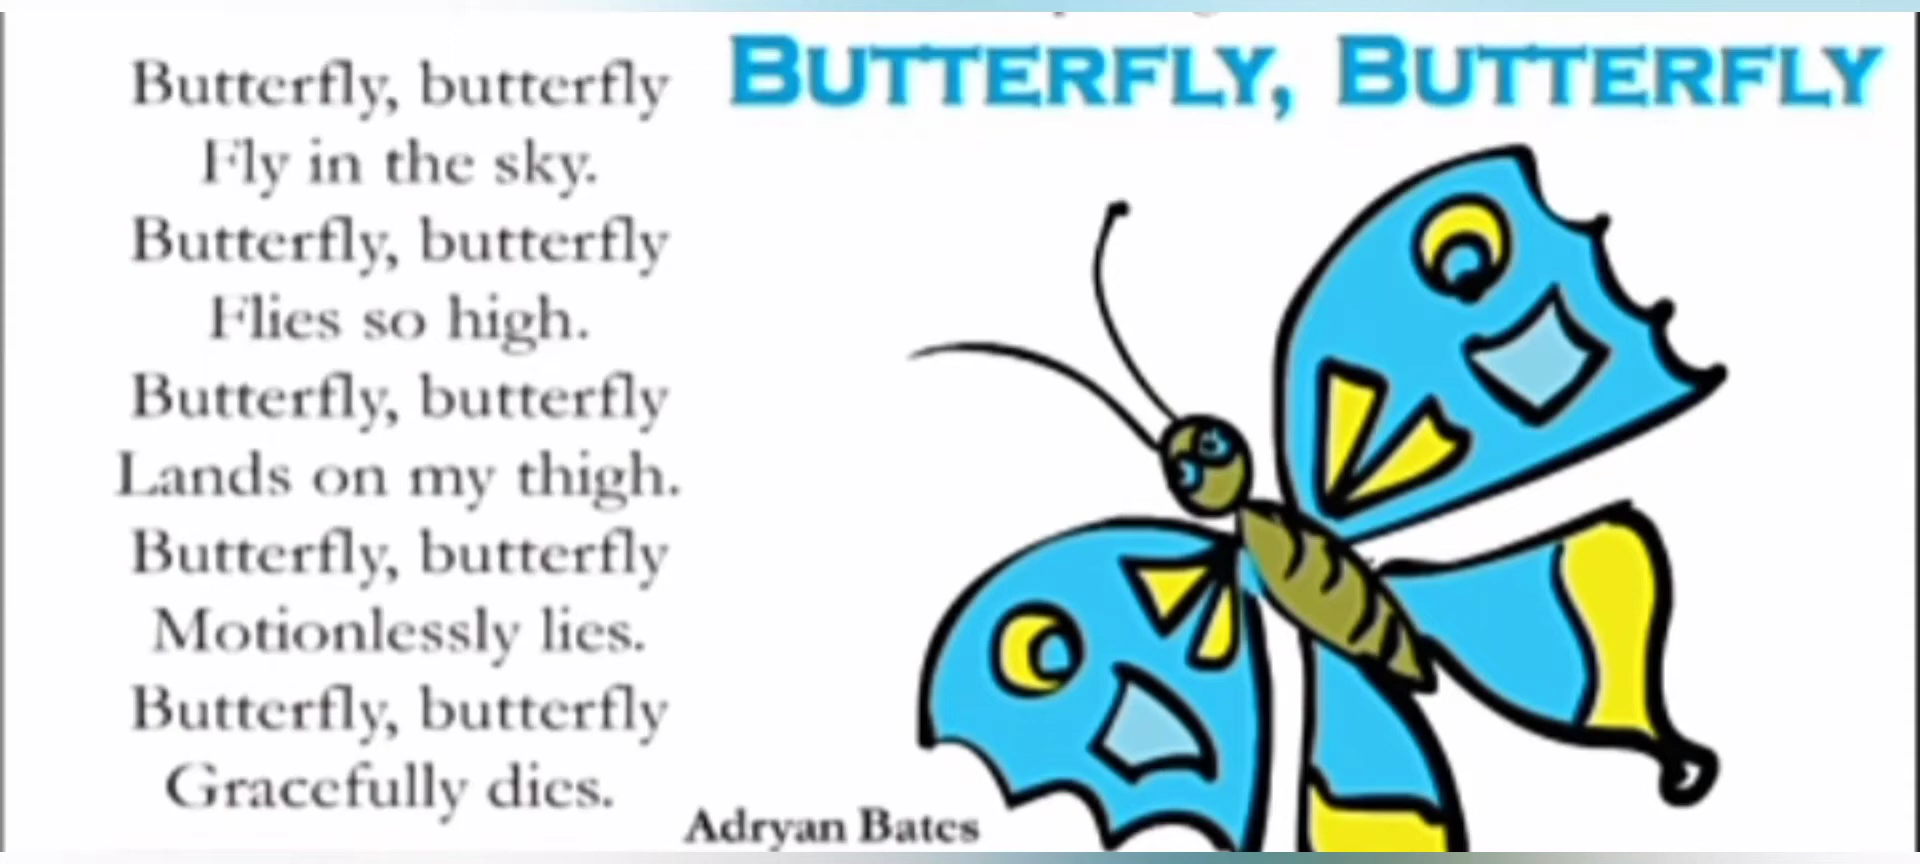 BUTTERFLY, BUTTERFLY
Butterfly, butterfly
Fly in the sky.
Butterfly, butterfly
Flies so high.
Butterfly, butterfly
Lands on my thigh.
Butterfly, butterfly
Motionlessly lies.
Butterfly, butterfly
Gracefully dies.
Adryan Bates